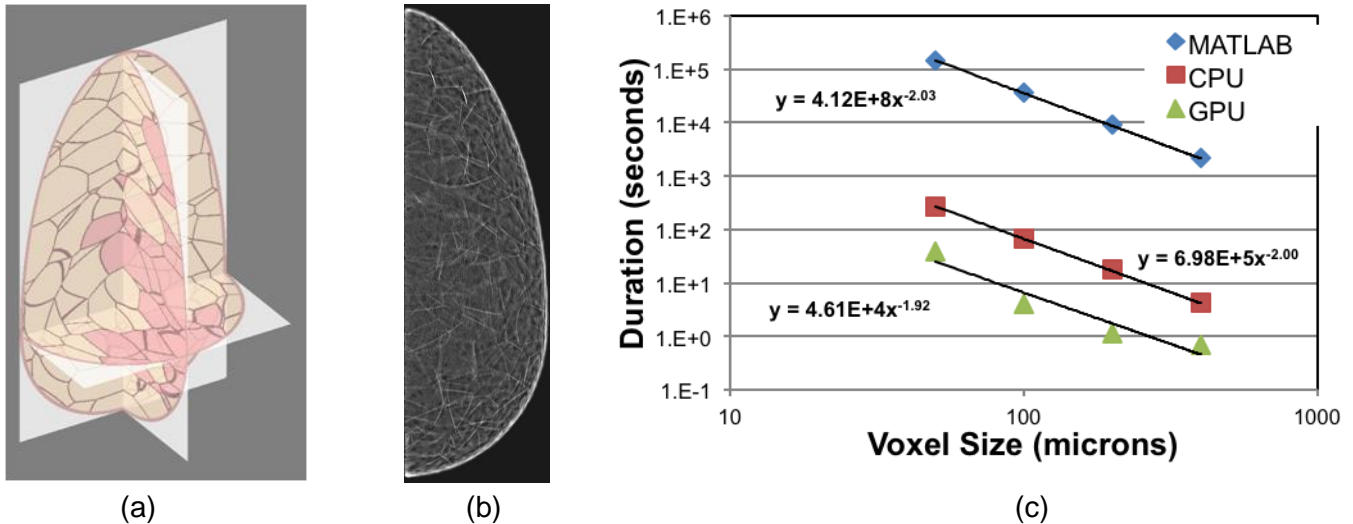 1.E+6
1.E+5
1.E+4
1.E+3
1.E+2
1.E+1
1.E+0
1.E-1
Duration (seconds)
MATLAB
CPU
GPU
y = 4.12E+8x^-2.03
y = 6.98E+5x^-2.00
y = 4.61E+4x^-1.92
10
100
1000
Voxel Size (microns)
(a)
(b)
(c)